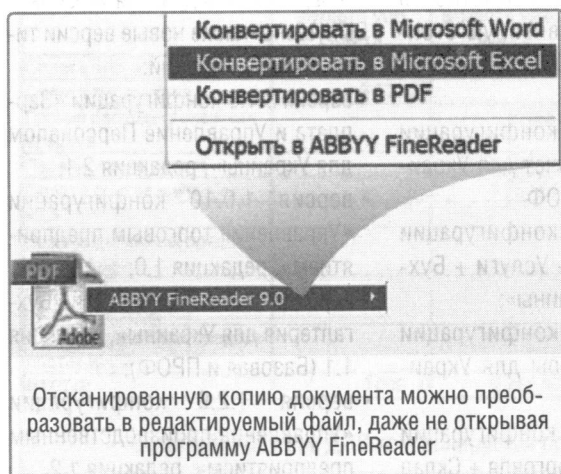 Конвертировать в Microsoft Word
Конвертировать в Microsoft Excel
Конвертировать в PDF
Открыть в ABBYY FineReader
PDF
Adobe
ABBYY FineReader 9.0
Отсканированную копию документа можно преоб-
разовать в редактируемый файл, даже не открывая
программу ABBYY FineReader